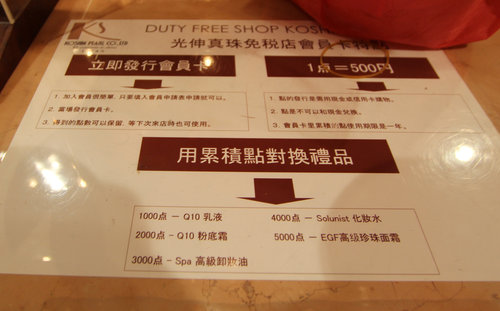 KS
KOSHIN PEARL CO.,LTD
DUTY FREE SHOP KOSHI
光伸真珠免税店會員卡特點
立即發行會員卡
1点=500円
1. 加入會員很簡單，只要填入會員申請表申請就可以。
2. 當場發行會員卡。
3. 得到的點數可以保留，等下次來店時也可使用。
1. 點的發行是需用現金或信用卡購物。
2. 點是不可以和現金兌換。
3. 會員卡里累積的點使用期限是一年。
用累積點對換禮品
1000点 － Q10 乳液
2000点 － Q10 粉底霜
3000点 － Spa 高級卸妝油
4000点 － Solunist 化妝水
5000点 － EGF高級珍珠面霜